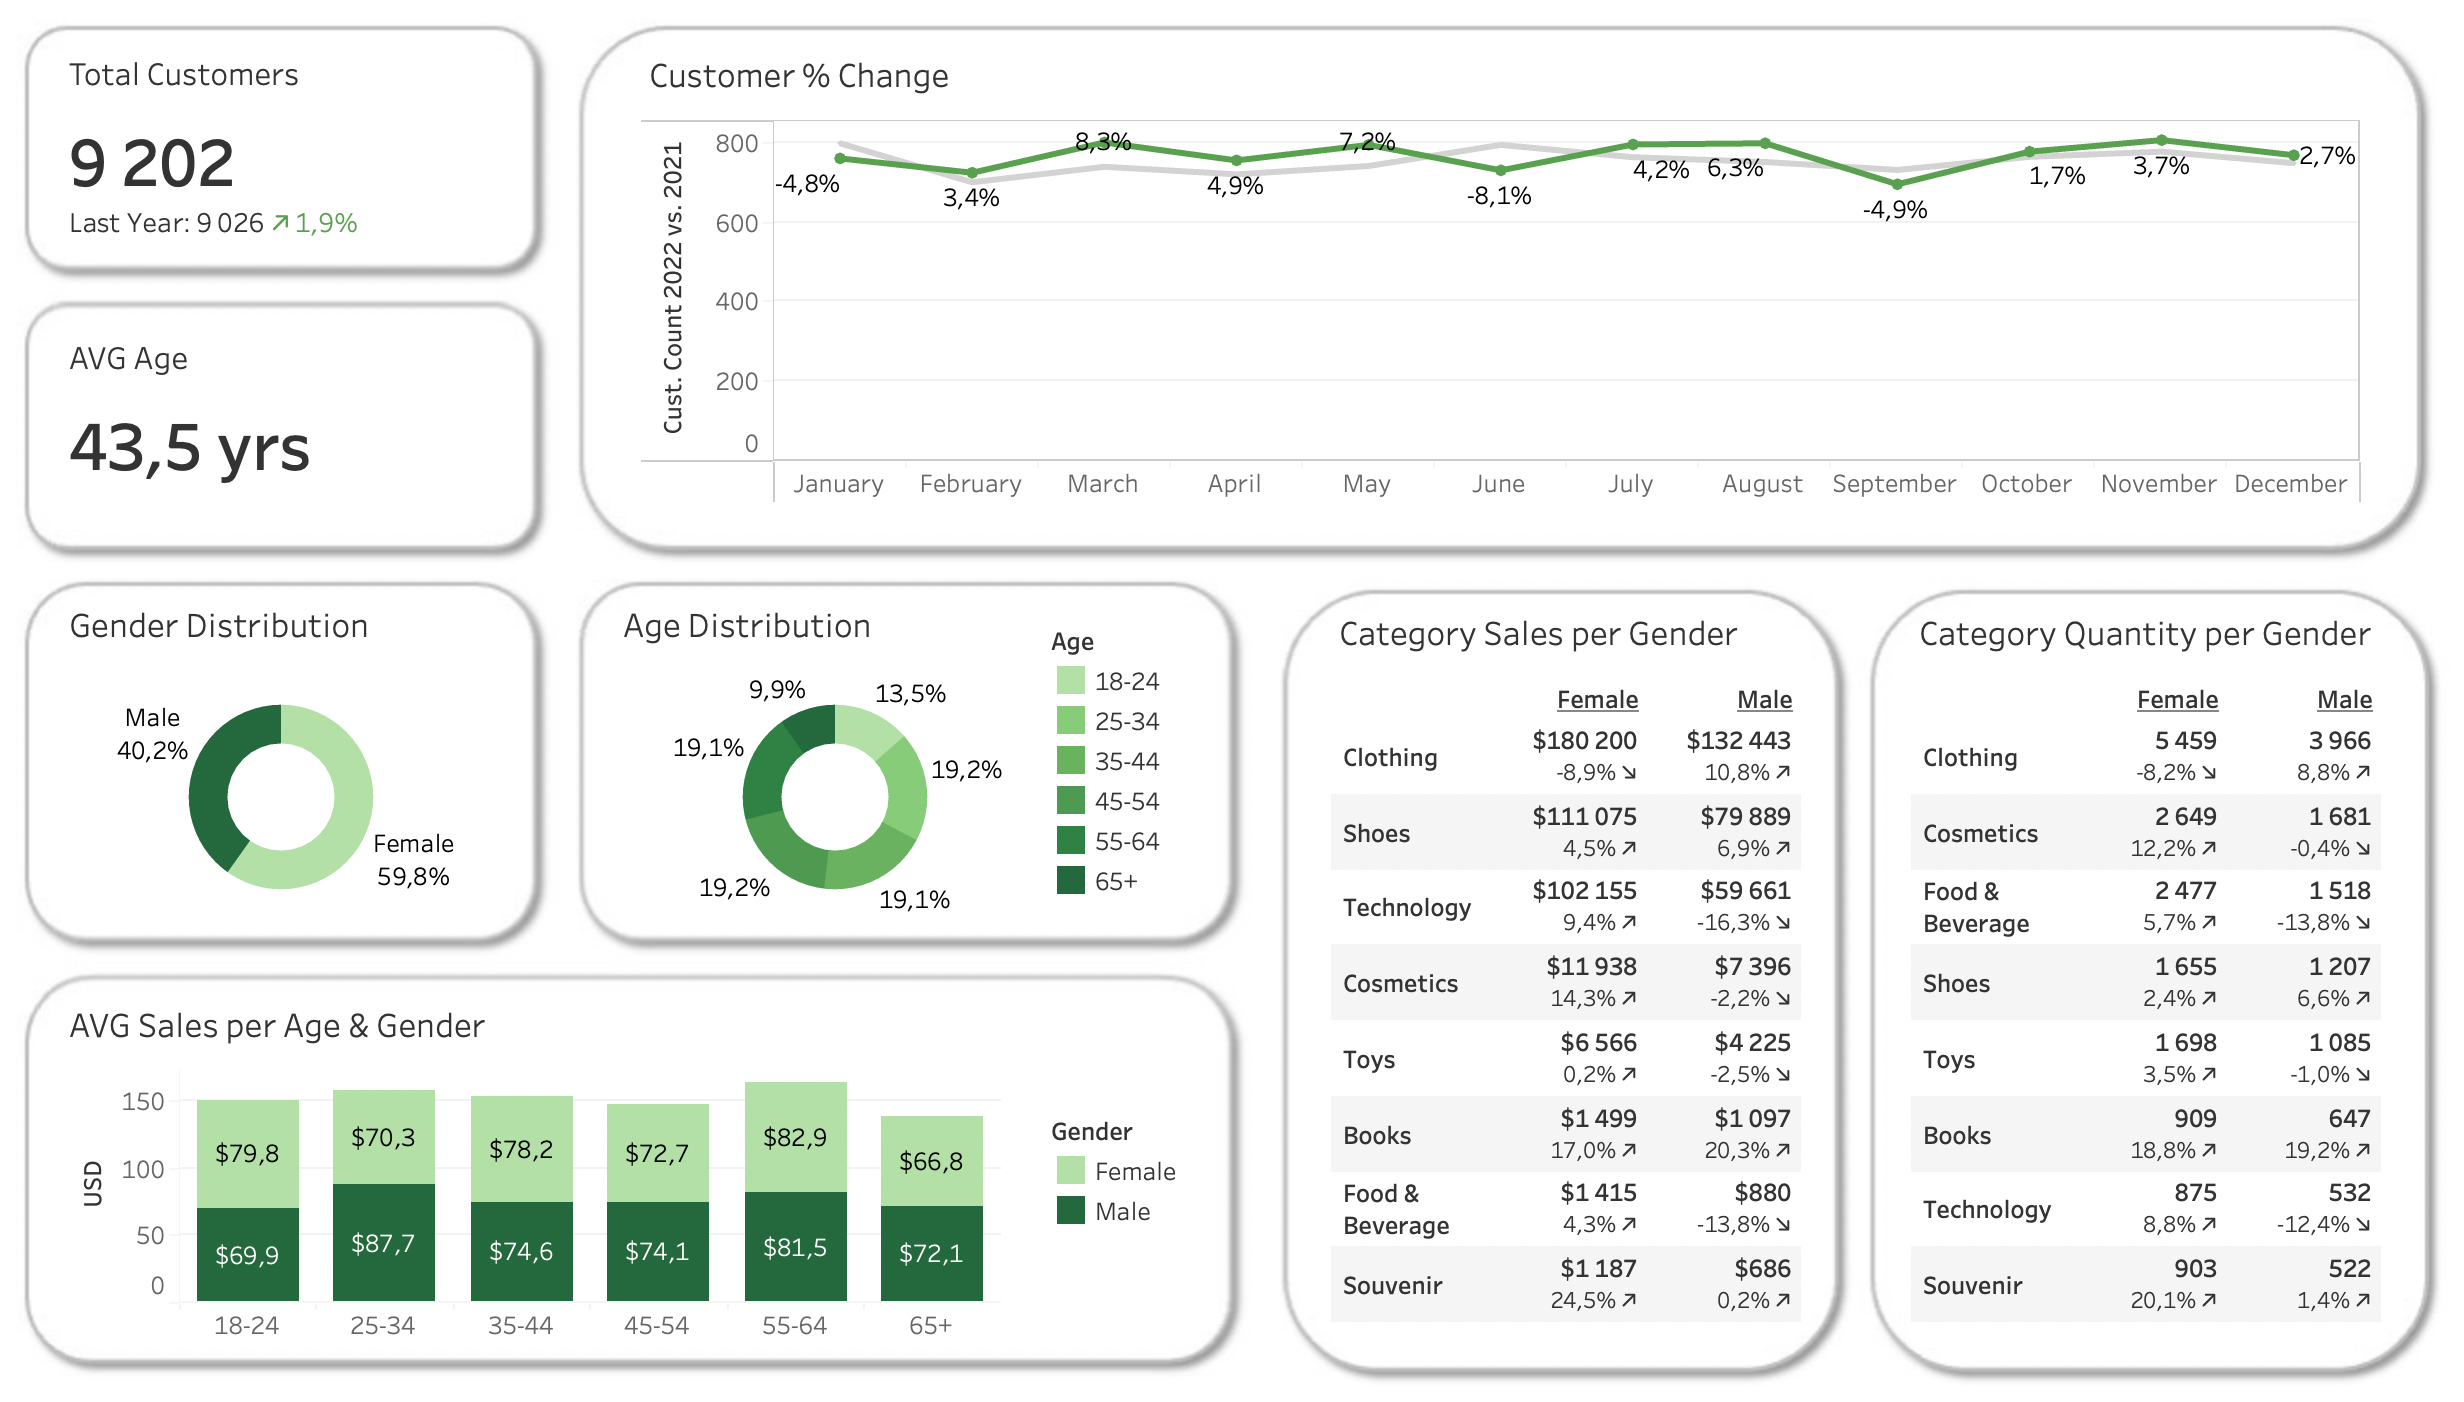 Total Customers
9 202
Last Year: 9 026 ↗ 1,9%
Customer % Change
Cust. Count 2022 vs. 2021
800
600
400
200
0
-4,8%
3,4%
8,3%
4,9%
7,2%
-8,1%
4,2%
6,3%
-4,9%
1,7%
3,7%
2,7%
January February March April May June July August September October November December
AVG Age
43,5 yrs
Gender Distribution
Male
40,2%
Female
59,8%
Age Distribution
9,9%
13,5%
19,1%
19,2%
19,2%
19,1%
Age
18-24
25-34
35-44
45-54
55-64
65+
AVG Sales per Age & Gender
USD
150
100
50
0
$79,8 $70,3 $78,2 $72,7 $82,9 $66,8
$69,9 $87,7 $74,6 $74,1 $81,5 $72,1
18-24 25-34 35-44 45-54 55-64 65+
Gender
Female
Male
Category Sales per Gender
Female Male
Clothing
$180 200 $132 443
-8,9% ↘ 10,8% ↗
Shoes
$111 075 $79 889
4,5% ↗ 6,9% ↗
Technology
$102 155 $59 661
9,4% ↗ -16,3% ↘
Cosmetics
$11 938 $7 396
14,3% ↗ -2,2% ↘
Toys
$6 566 $4 225
0,2% ↗ -2,5% ↘
Books
$1 499 $1 097
17,0% ↗ 20,3% ↗
Food &
Beverage
$1 415 $880
4,3% ↗ -13,8% ↘
Souvenir
$1 187 $686
24,5% ↗ 0,2% ↗
Category Quantity per Gender
Female Male
Clothing
5 459 3 966
-8,2% ↘ 8,8% ↗
Cosmetics
2 649 1 681
12,2% ↗ -0,4% ↘
Food &
Beverage
2 477 1 518
5,7% ↗ -13,8% ↘
Shoes
1 655 1 207
2,4% ↗ 6,6% ↗
Toys
1 698 1 085
3,5% ↗ -1,0% ↘
Books
909 647
18,8% ↗ 19,2% ↗
Technology
875 532
8,8% ↗ -12,4% ↘
Souvenir
903 522
20,1% ↗ 1,4% ↗